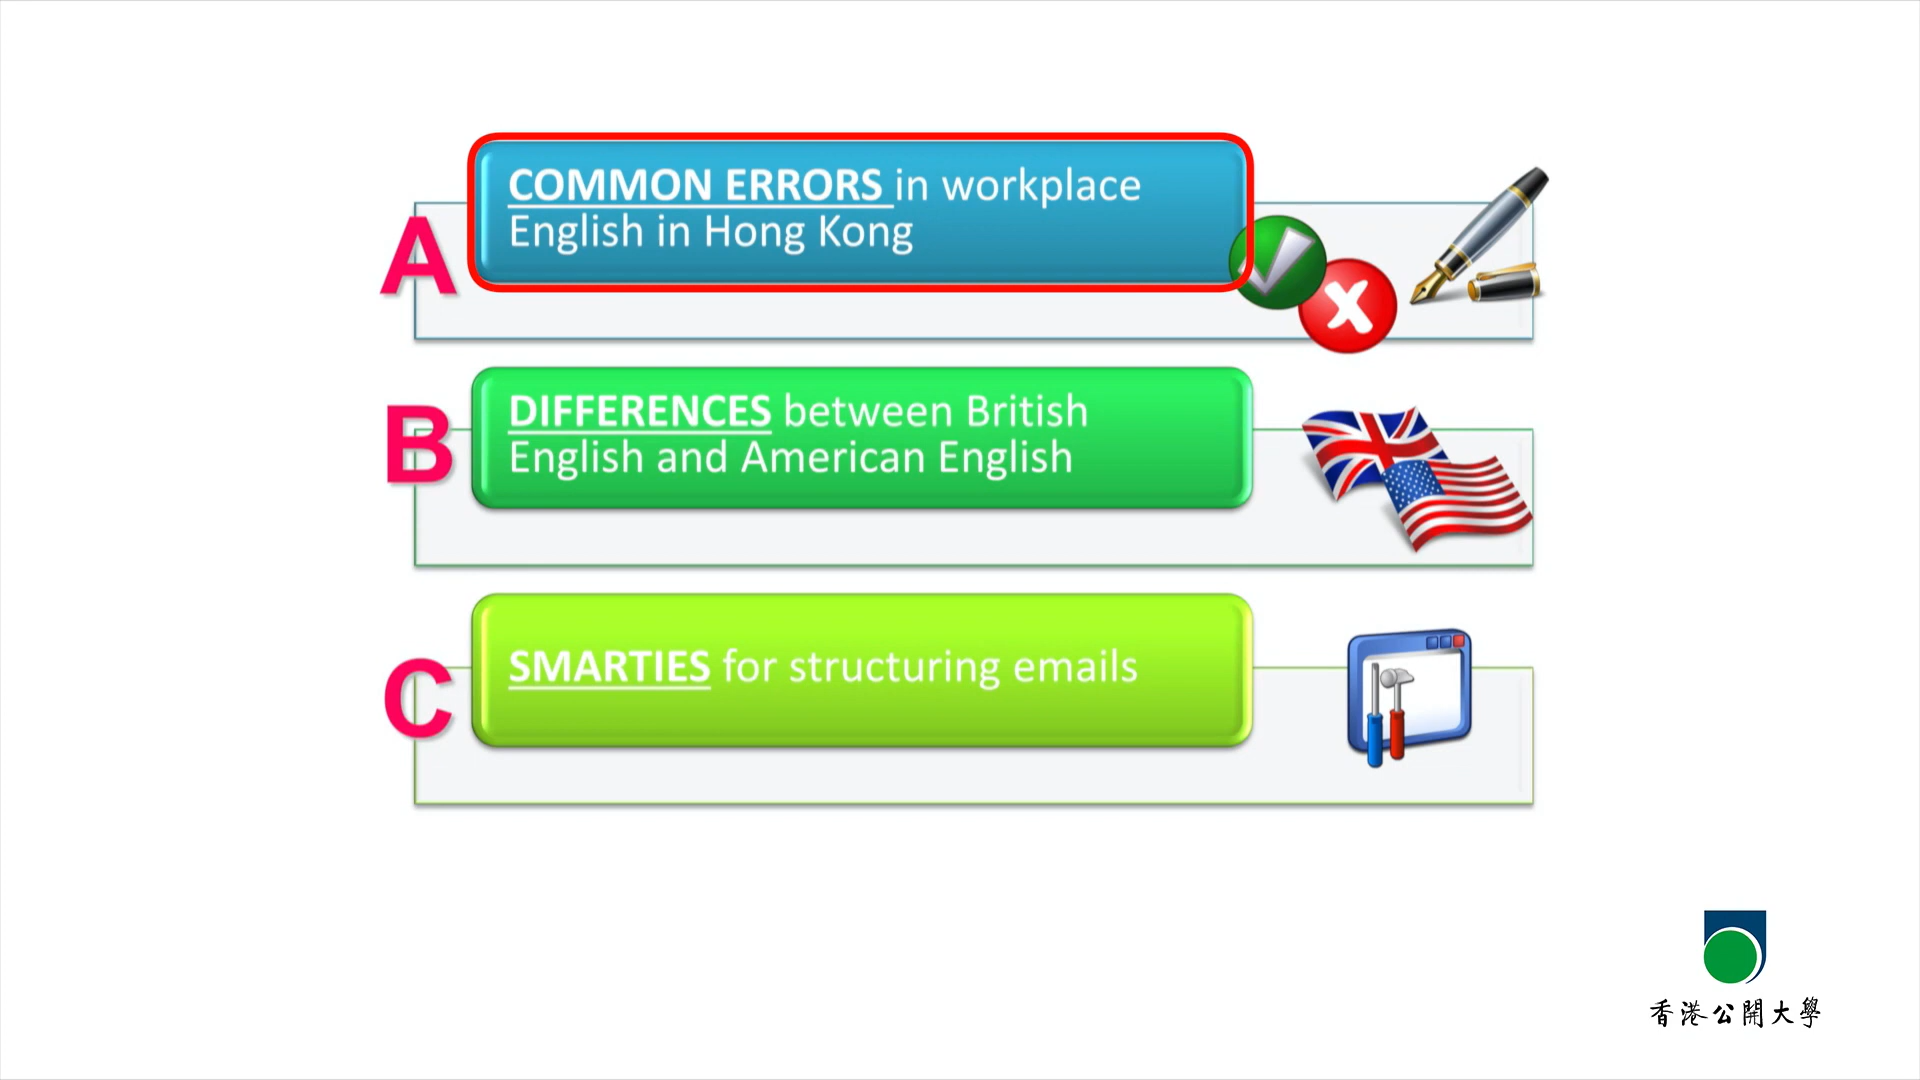 A
COMMON ERRORS in workplace
English in Hong Kong
B
DIFFERENCES between British
English and American English
C
SMARTIES for structuring emails
香港公開大學